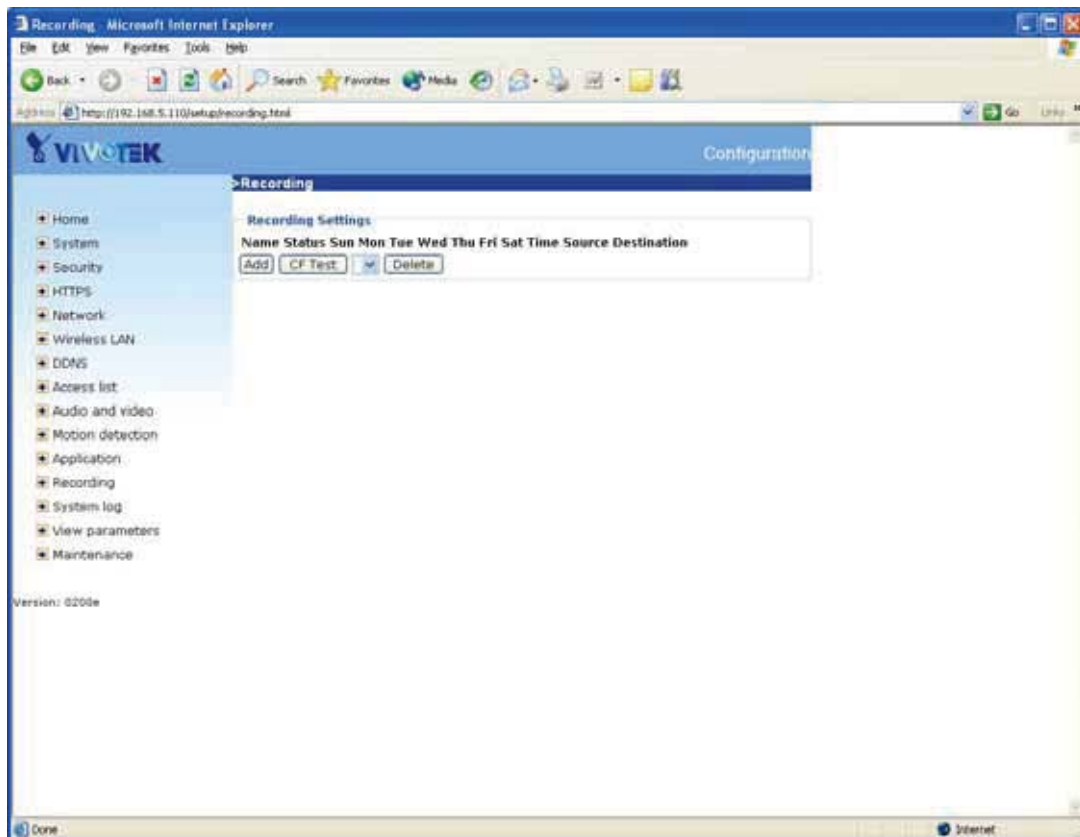 Recording - Microsoft Internet Explorer
File Edit View Favorites Tools Help
Back Search Favorites Media
Address http://192.168.5.110/setup/recording.html Go Links »
VIVOTEK Configuration
>Recording
Home
System
Security
HTTPS
Network
Wireless LAN
DDNS
Access list
Audio and video
Motion detection
Application
Recording
System log
View parameters
Maintenance
Version: 0200e
Recording Settings
Name Status Sun Mon Tue Wed Thu Fri Sat Time Source Destination
Add CF Test Delete
Done Internet